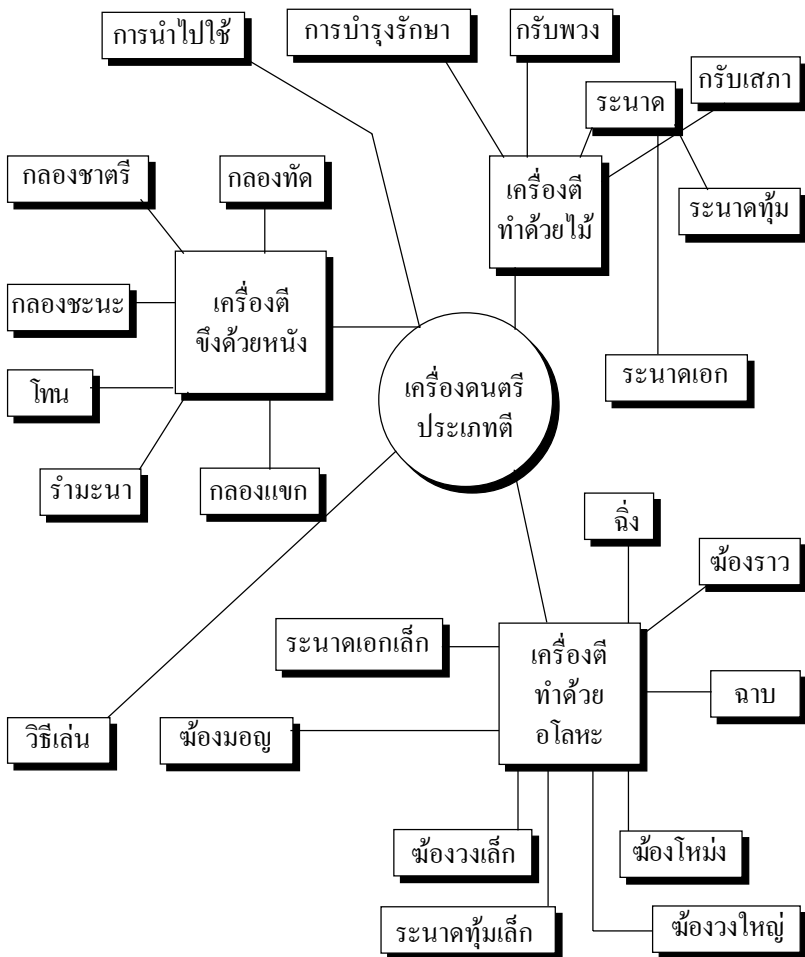 การนำไปใช้
การบำรุงรักษา
กรับพวง
กรับเสภา
ระนาด
กลองชาตรี
กลองทัด
เครื่องตี
ทำด้วยไม้
ระนาดทุ้ม
กลองชะนะ
เครื่องตี
ขึงด้วยหนัง
ระนาดเอก
โทน
เครื่องดนตรี
ประเภทตี
รำมะนา
กลองแขก
ฉิ่ง
ฆ้องราว
ระนาดเอกเล็ก
เครื่องตี
ทำด้วย
อโลหะ
ฉาบ
วิธีเล่น
ฆ้องมอญ
ฆ้องวงเล็ก
ฆ้องโหม่ง
ระนาดทุ้มเล็ก
ฆ้องวงใหญ่